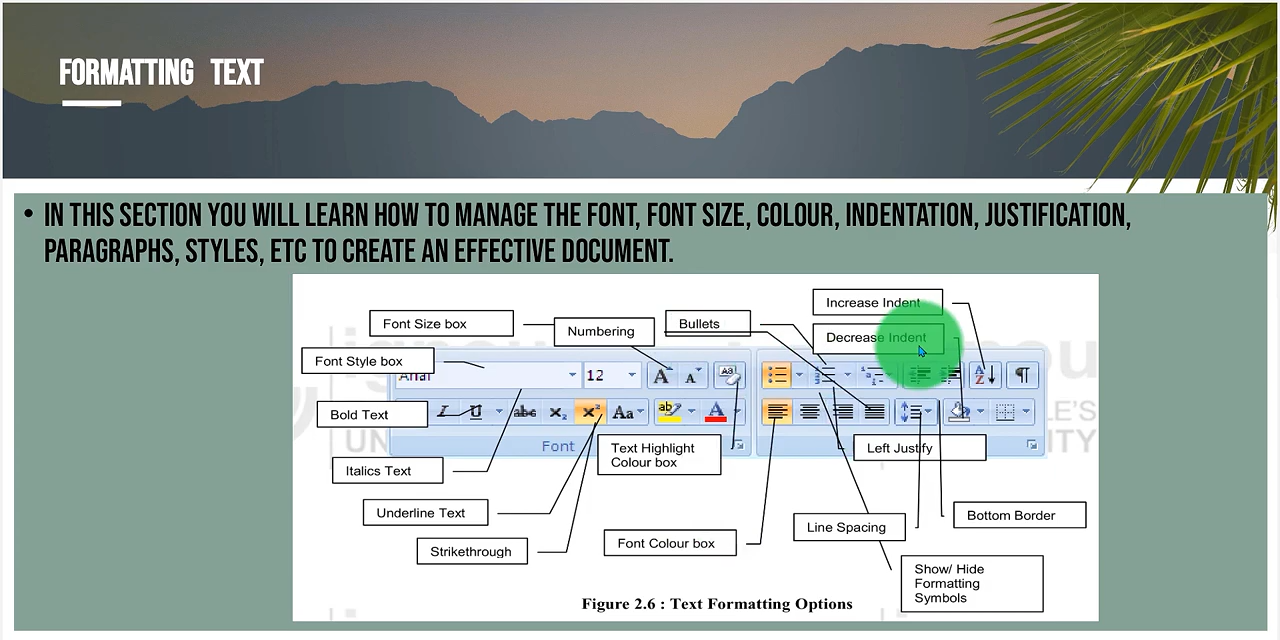 FORMATTING TEXT
• IN THIS SECTION YOU WILL LEARN HOW TO MANAGE THE FONT, FONT SIZE, COLOUR, INDENTATION, JUSTIFICATION,
PARAGRAPHS, STYLES, ETC TO CREATE AN EFFECTIVE DOCUMENT.
Increase Indent
Font Size box
Numbering
Bullets
Decrease Indent
Font Style box
Arial
12
Bold Text
Font
Text Highlight
Colour box
Left Justify
Italics Text
Underline Text
Line Spacing
Bottom Border
Strikethrough
Font Colour box
Show/ Hide
Formatting
Symbols
Figure 2.6 : Text Formatting Options